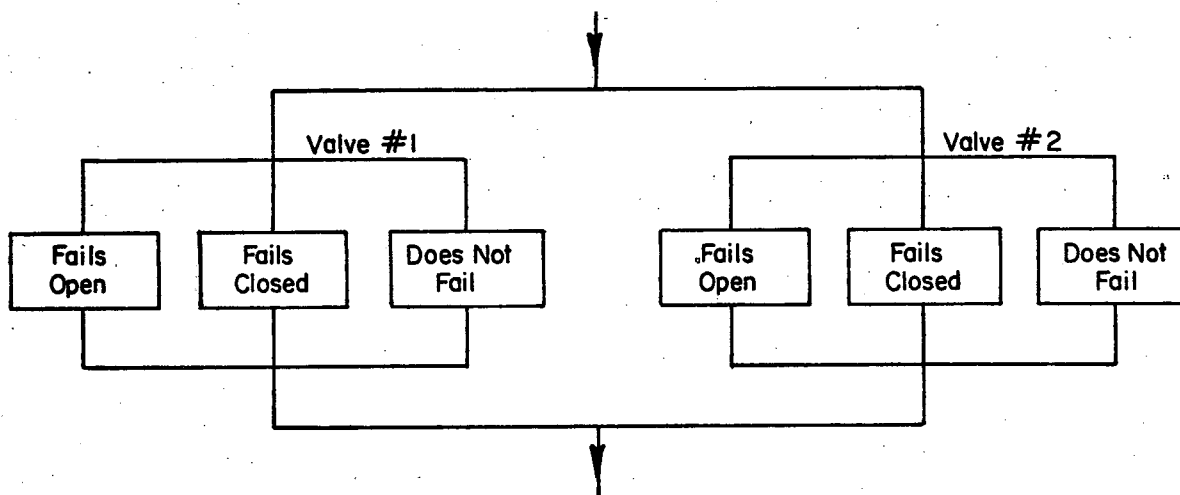 Valve #1
Valve #2
Fails
Open
Fails
Closed
Does Not
Fail
Fails
Open
Fails
Closed
Does Not
Fail